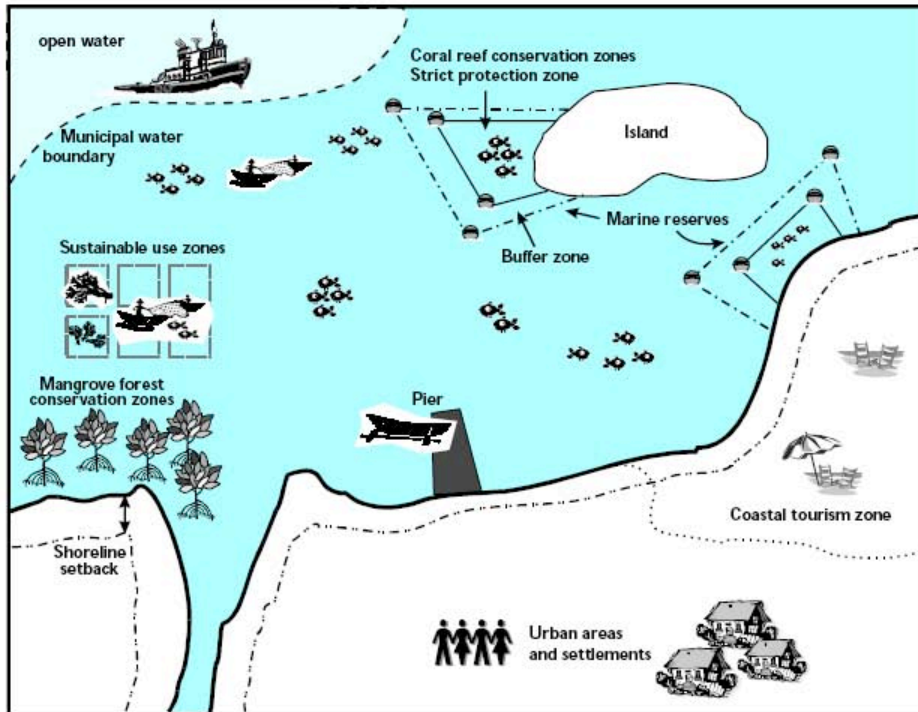 open water
Coral reef conservation zones
Strict protection zone
Island
Municipal water
boundary
Marine reserves
Buffer zone
Sustainable use zones
Mangrove forest
conservation zones
Pier
Coastal tourism zone
Shoreline
setback
Urban areas
and settlements